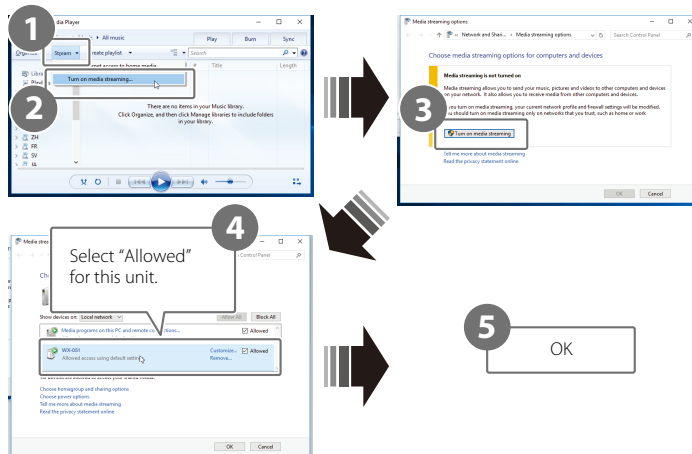 1
dia Player
All music
Play
Burn
Sync
Stream
reate playlist
Search
Title
Length
Turn on media streaming...
2
There are no items in your Music library.
Click Organize, and then click Manage libraries to include folders
in your library.
ZH
FR
SV
Media streaming options
Network and Shari...
Media streaming options
Search Control Panel
Choose media streaming options for computers and devices
Media streaming is not turned on
Media streaming allows you to send your music, pictures and videos to other computers and devices
on your network. It also allows you to receive media from other computers and devices.
3
you turn on media streaming, your current network profile and firewall settings will be modified.
u should turn on media streaming only on networks that you trust, such as home or work
Turn on media streaming
Tell me more about media streaming
Read the privacy statement online
OK
Cancel
4
Media strea
Control Panel
Select “Allowed”
for this unit.
Ch
Show devices on:
Local network
Allow All
Block All
Media programs on this PC and remote
Allowed
WX-051
Customize...
Allowed
Allowed access using default settin
Remove...
Choose homegroup and sharing options
Choose power options
Tell me more about media streaming
Read the privacy statement online
OK
Cancel
5
OK